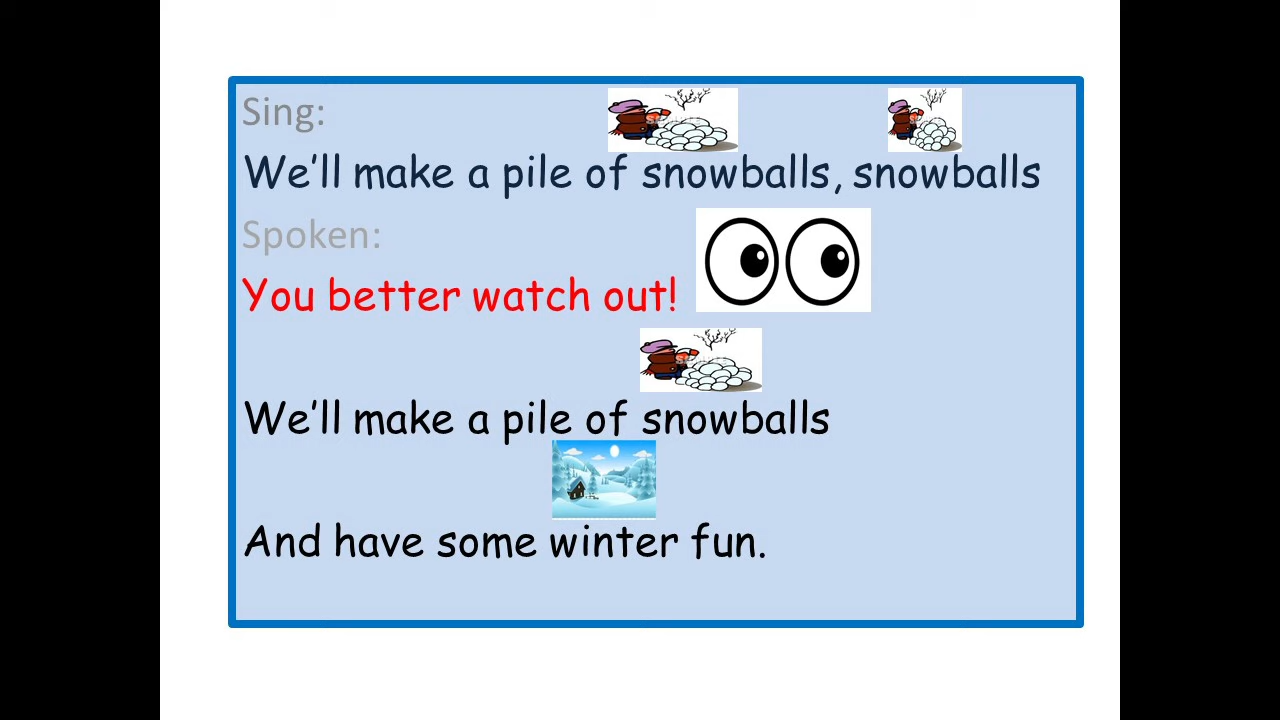 Sing:
We’ll make a pile of snowballs, snowballs
Spoken:
You better watch out!
We’ll make a pile of snowballs
And have some winter fun.